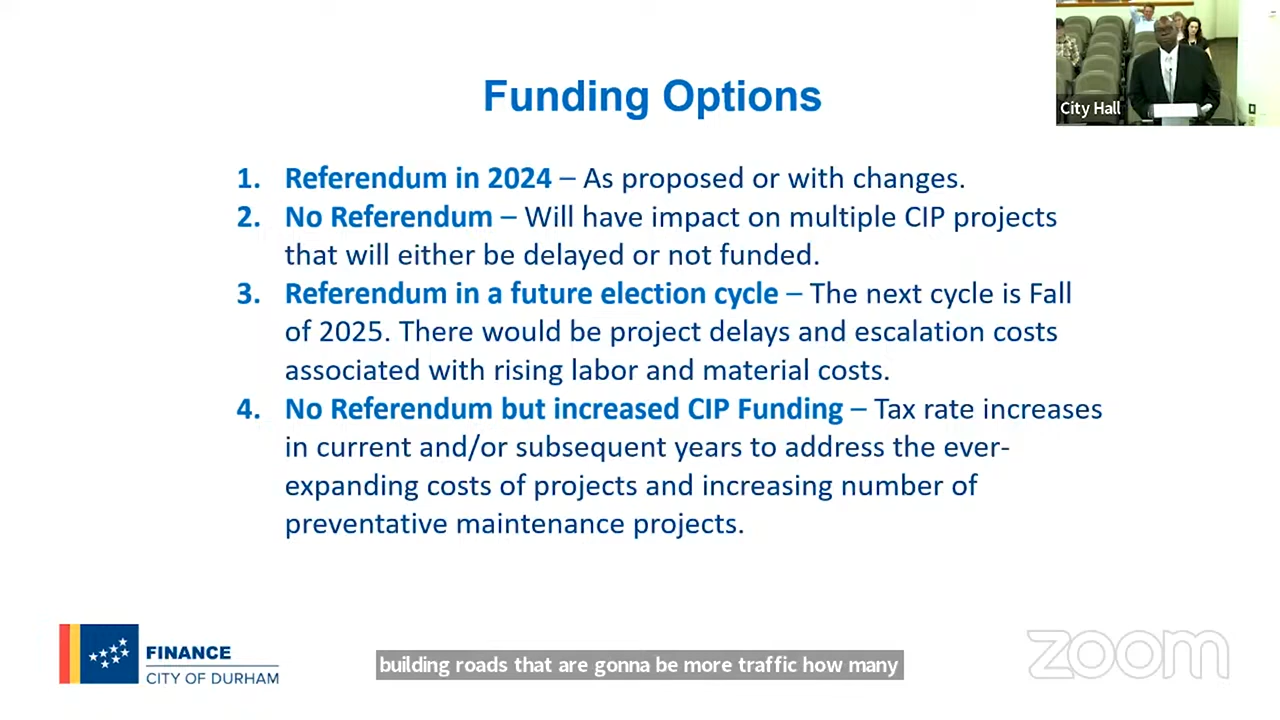 City Hall
Funding Options
1. Referendum in 2024 – As proposed or with changes.
2. No Referendum – Will have impact on multiple CIP projects
that will either be delayed or not funded.
3. Referendum in a future election cycle – The next cycle is Fall
of 2025. There would be project delays and escalation costs
associated with rising labor and material costs.
4. No Referendum but increased CIP Funding – Tax rate increases
in current and/or subsequent years to address the ever-
expanding costs of projects and increasing number of
preventative maintenance projects.
FINANCE
CITY OF DURHAM
building roads that are gonna be more traffic how many
zoom